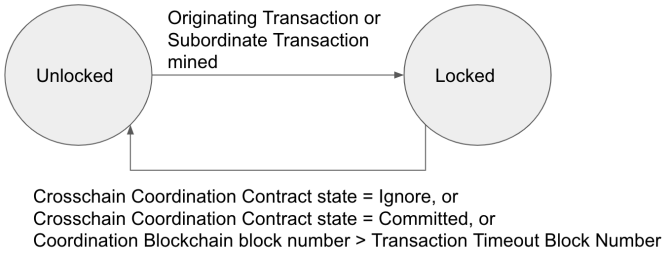 Originating Transaction or
Subordinate Transaction
mined
Unlocked
Locked
Crosschain Coordination Contract state = Ignore, or
Crosschain Coordination Contract state = Committed, or
Coordination Blockchain block number > Transaction Timeout Block Number